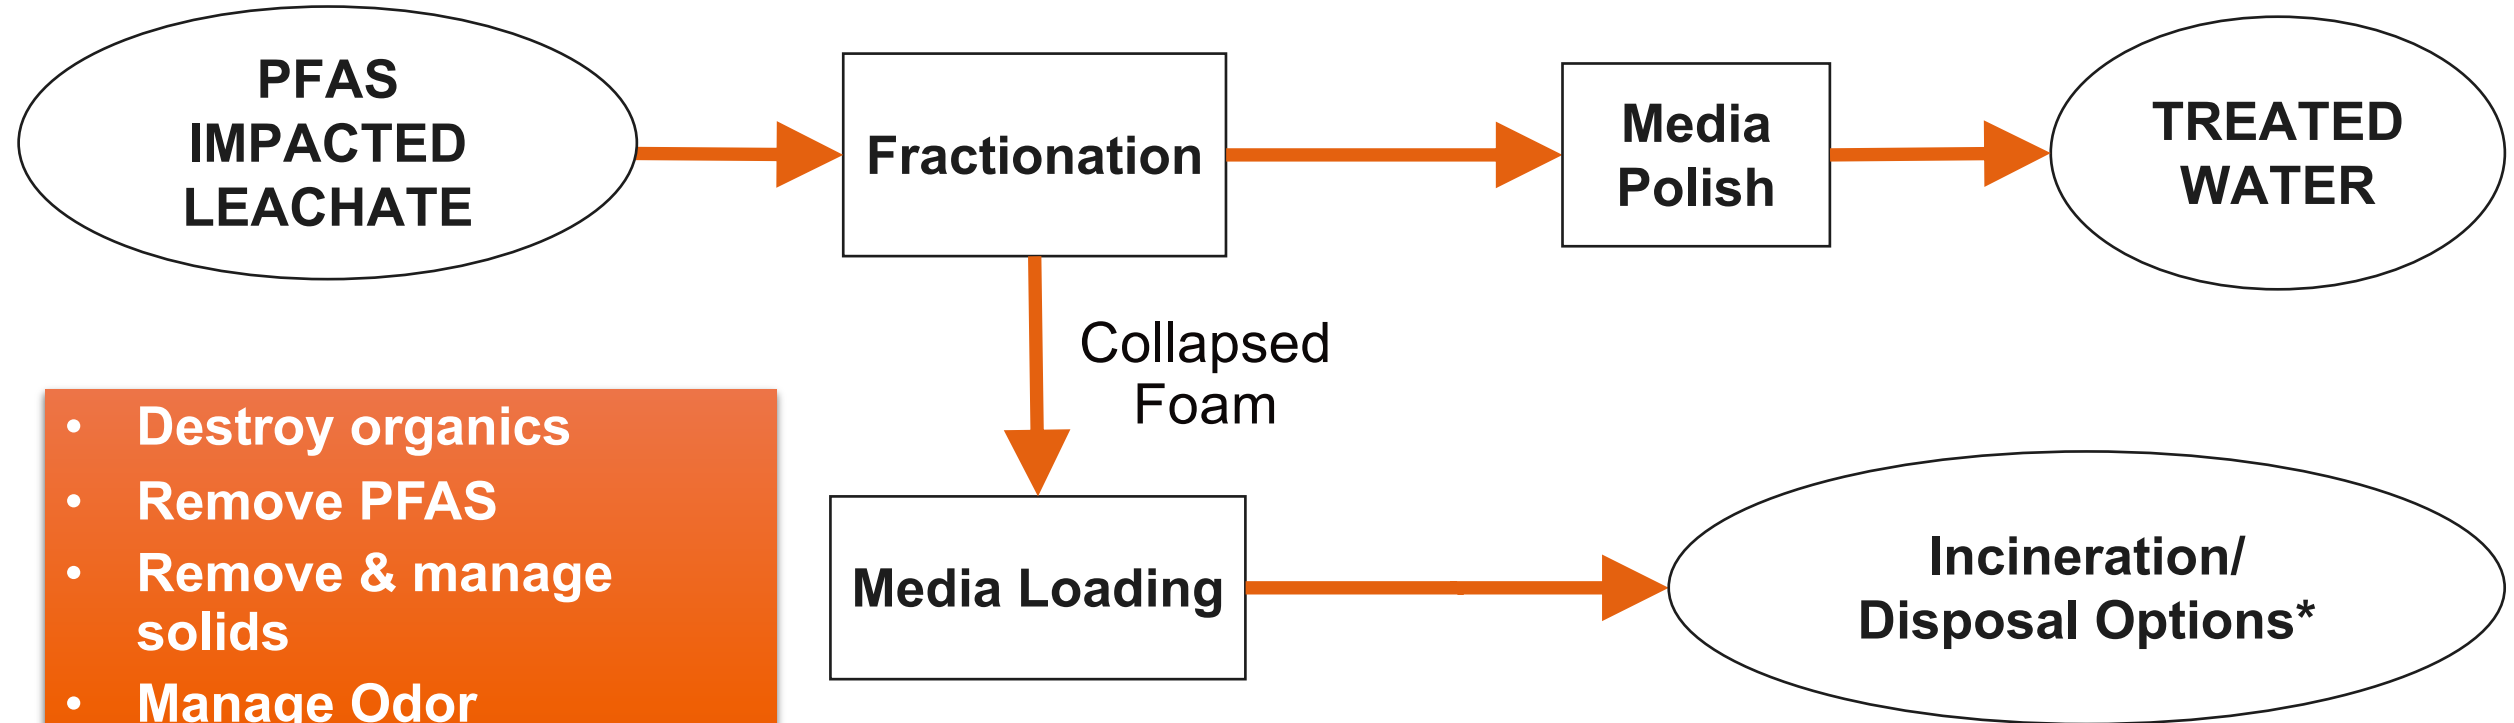 PFAS
IMPACTED
LEACHATE
Fractionation
Media
Polish
TREATED
WATER
Collapsed
Foam
• Destroy organics
• Remove PFAS
• Remove & manage
solids
• Manage Odor
Media Loading
Incineration/
Disposal Options*